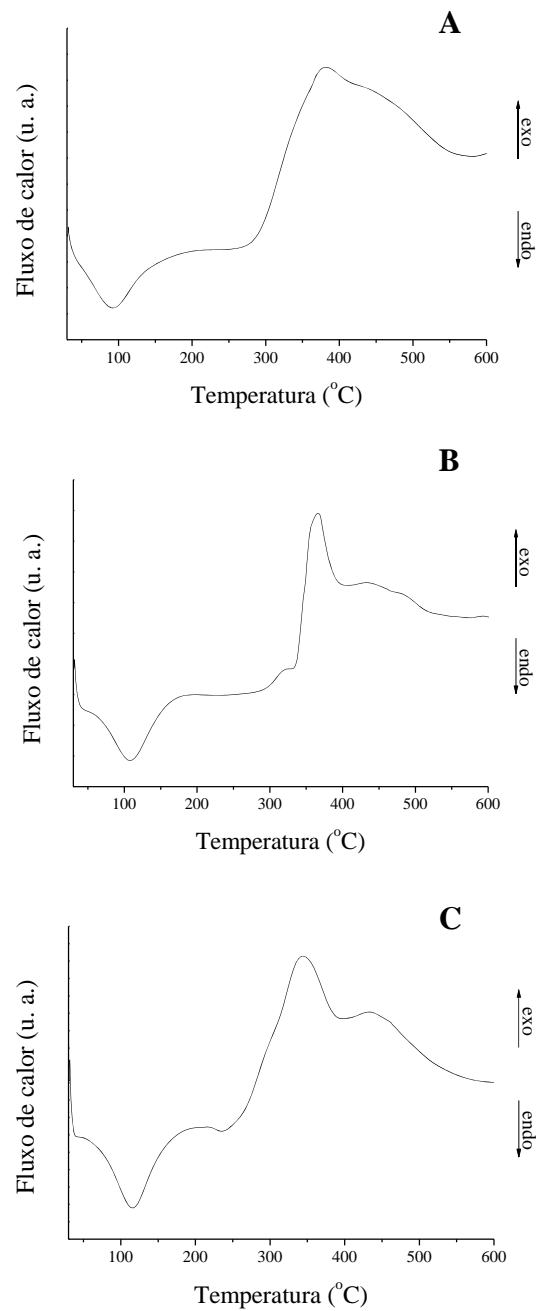 A
Fluxo de calor (u. a.)
exo
endo
100 200 300 400 500 600
Temperatura (°C)
B
Fluxo de calor (u. a.)
exo
endo
100 200 300 400 500 600
Temperatura (°C)
C
Fluxo de calor (u. a.)
exo
endo
100 200 300 400 500 600
Temperatura (°C)